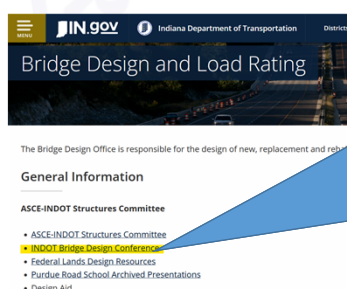 MENU
IN.gov
Indiana Department of Transportation
Districts
Bridge Design and Load Rating
The Bridge Design Office is responsible for the design of new, replacement and
General Information
ASCE-INDOT Structures Committee
• ASCE-INDOT Structures Committee
• INDOT Bridge Design Conference
• Federal Lands Design Resources
• Purdue Road School Archived Presentations
• Design Aid